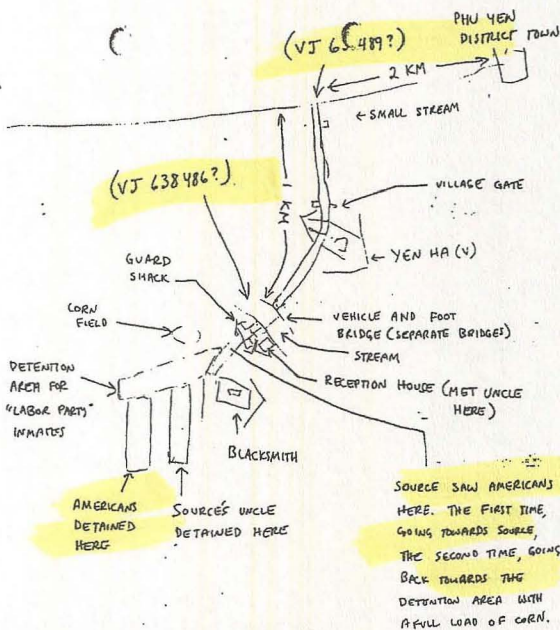 PHU YEN
DISTRICT TOWN
2 KM
← SMALL STREAM
1 KM
(VJ 638486?)
VILLAGE GATE
YEN HA (V)
GUARD
SHACK
CORN
FIELD
VEHICLE AND FOOT
BRIDGE (SEPARATE BRIDGES)
STREAM
RECEPTION HOUSE (MET UNCLE
HERE)
DETENTION
AREA FOR
"LABOR PARTY"
INMATES
BLACKSMITH
AMERICANS
DETAINED
HERE
SOURCE'S UNCLE
DETAINED HERE
SOURCE SAW AMERICANS
HERE. THE FIRST TIME,
GOING TOWARDS SOURCE,
THE SECOND TIME, GOING
BACK TOWARDS THE
DETENTION AREA WITH
A FULL LOAD OF CORN.